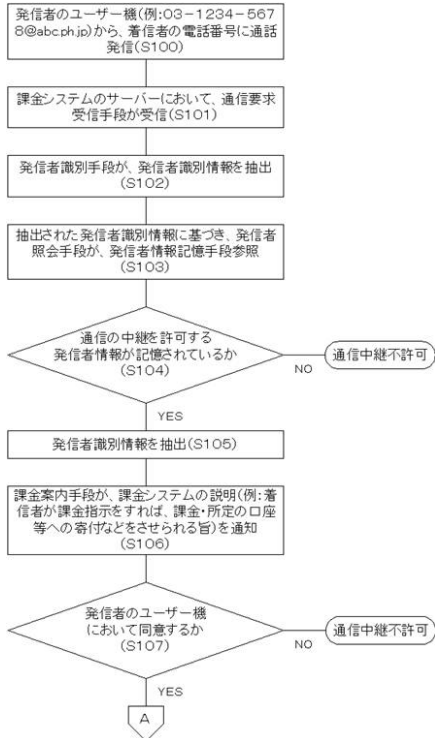 発信者のユーザー機(例:03-1234-567
8@abc.ph.jp)から、着信者の電話番号に通話
発信(S100)
課金システムのサーバーにおいて、通信要求
受信手段が受信(S101)
発信者識別手段が、発信者識別情報を抽出
(S102)
抽出された発信者識別情報に基づき、発信者
照会手段が、発信者情報記憶手段参照
(S103)
通信の中継を許可する
発信者情報が記憶されているか
(S104)
NO
通信中継不許可
YES
発信者識別情報を抽出(S105)
課金案内手段が、課金システムの説明(例:着
信者が課金指示をすれば、課金・所定の口座
等への寄付などをさせられる旨)を通知
(S106)
発信者のユーザー機
において同意するか
(S107)
NO
通信中継不許可
YES
A